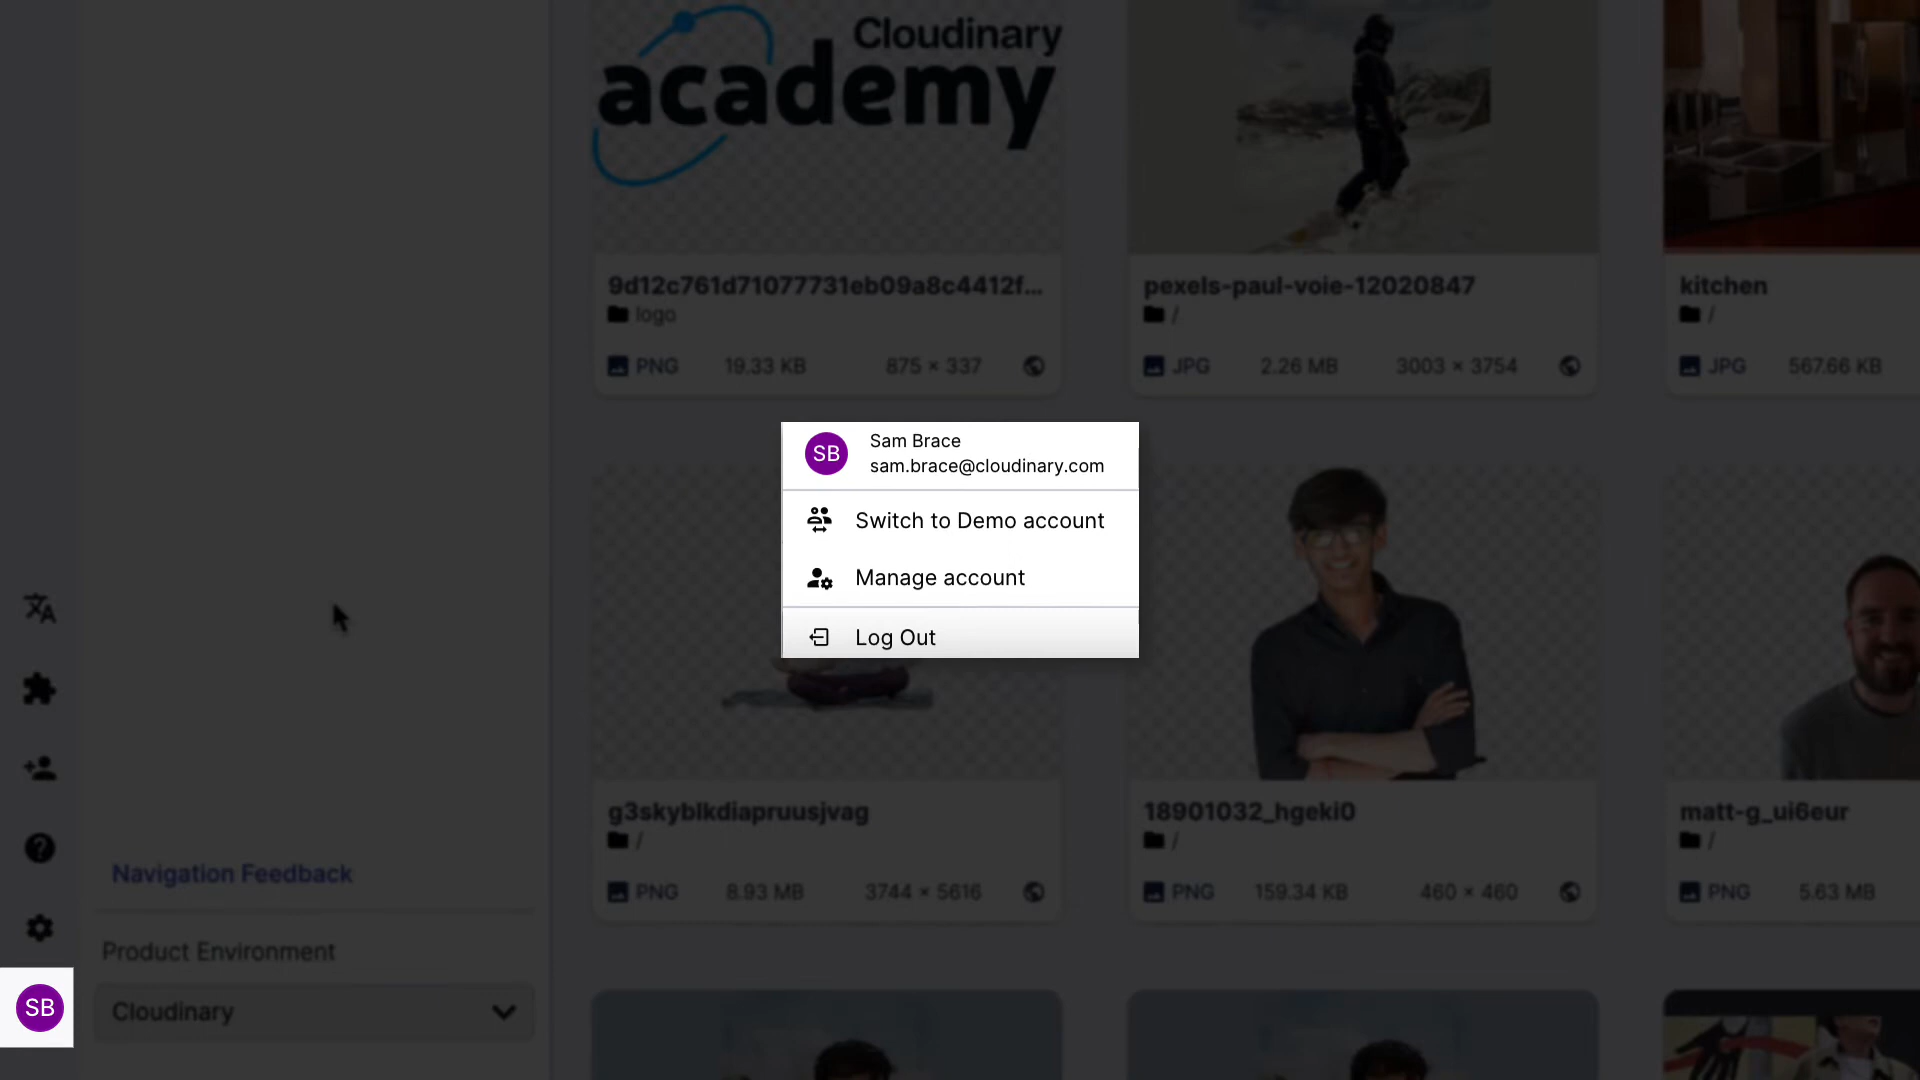 Cloudinary
academy
9d12c761d71077731eb09a8c4412f...
logo
PNG 19.33 KB 875 × 337
pexels-paul-voie-12020847
/
JPG 2.26 MB 3003 × 3754
kitchen
/
JPG 567.66 KB
SB
Sam Brace
sam.brace@cloudinary.com
Switch to Demo account
Manage account
Log Out
g3skyblkdiapruusjvag
/
PNG 8.93 MB 3744 × 5616
18901032_hgeki0
/
PNG 159.34 KB 460 × 460
matt-g_ui6eur
/
PNG 5.63 MB
Navigation Feedback
Product Environment
Cloudinary
SB